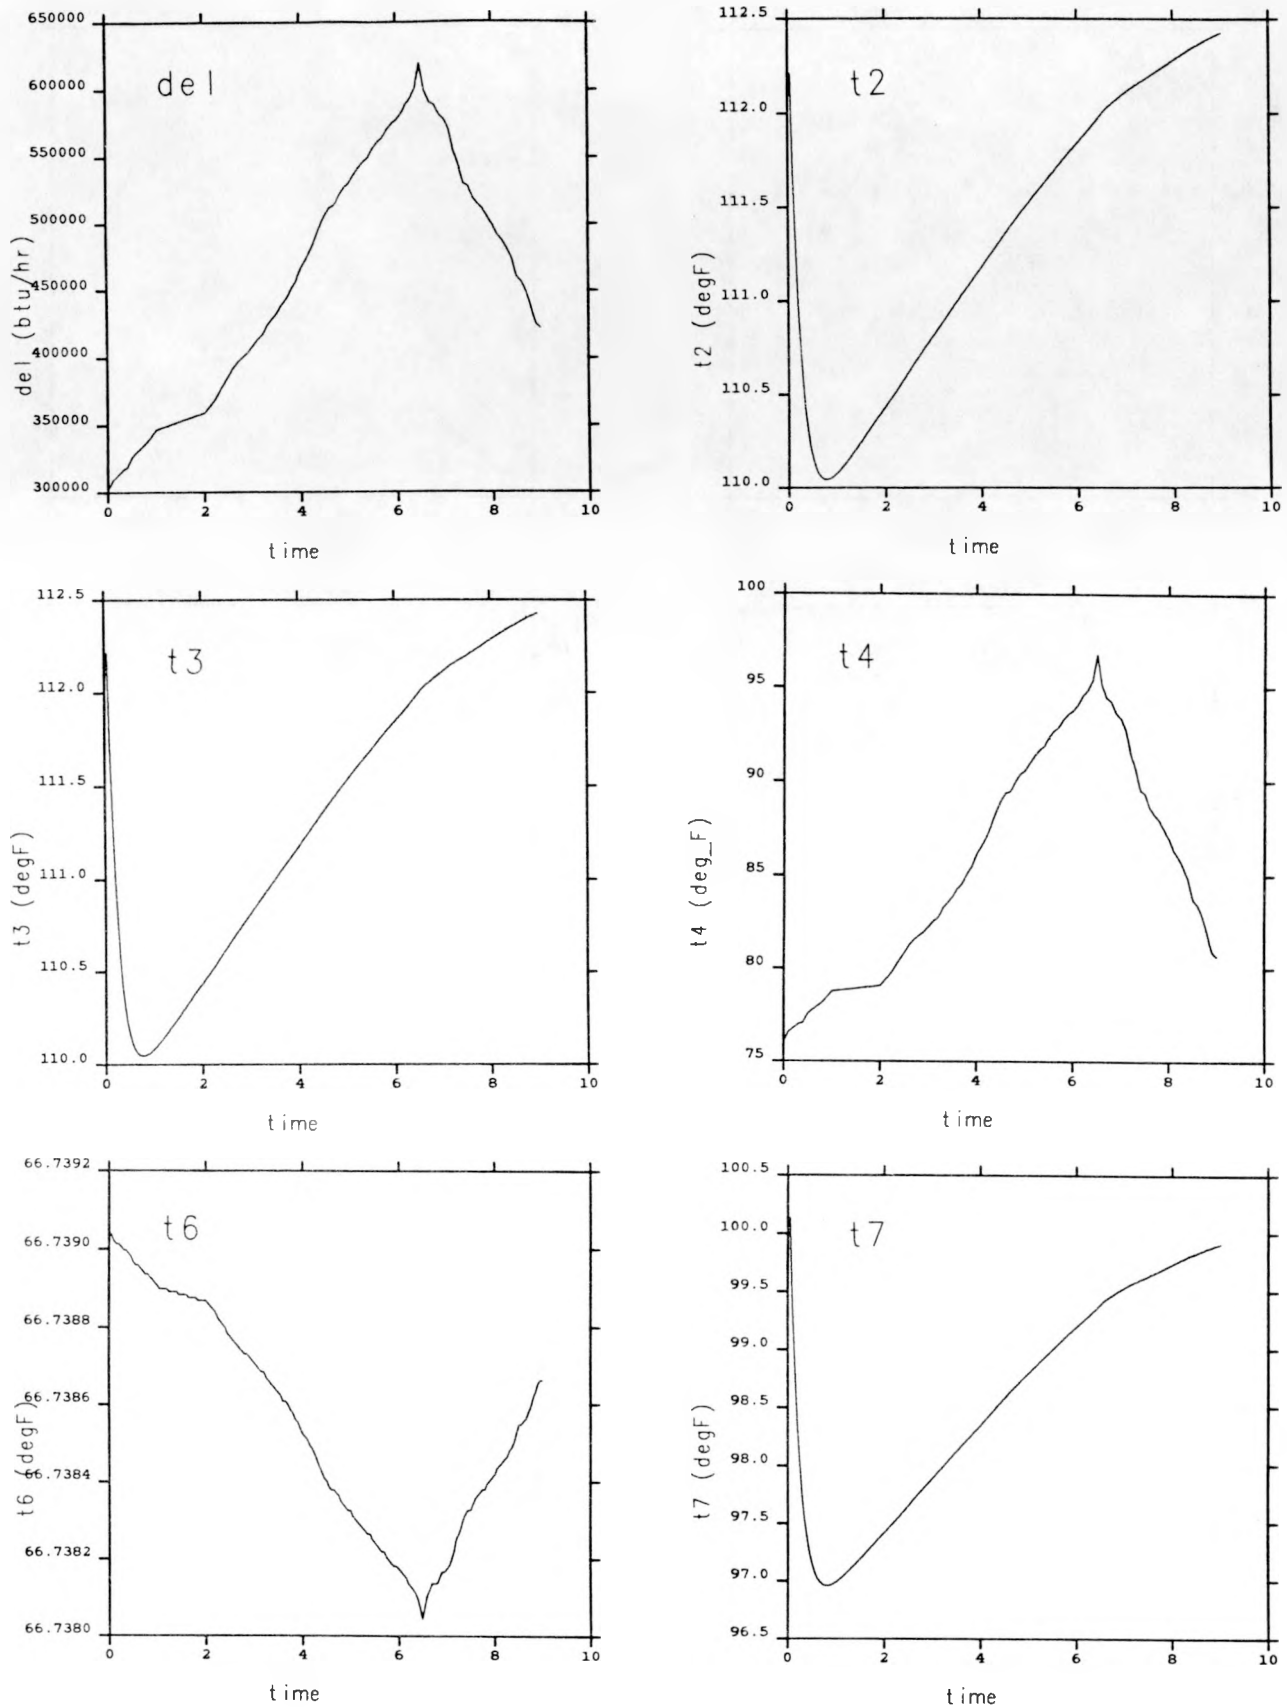 del
650000
600000
550000
500000
450000
400000
350000
300000
del (btu/hr)
0 2 4 6 8 10
time
t2
112.5
112.0
111.5
111.0
110.5
110.0
t2 (degF)
0 2 4 6 8 10
time
t3
112.5
112.0
111.5
111.0
110.5
110.0
t3 (degF)
0 2 4 6 8 10
time
t4
100
95
90
85
80
75
t4 (deg_F)
0 2 4 6 8 10
time
t6
66.7392
66.7390
66.7388
66.7386
66.7384
66.7382
66.7380
t6 (degF)
0 2 4 6 8 10
time
t7
100.5
100.0
99.5
99.0
98.5
98.0
97.5
97.0
96.5
t7 (degF)
0 2 4 6 8 10
time